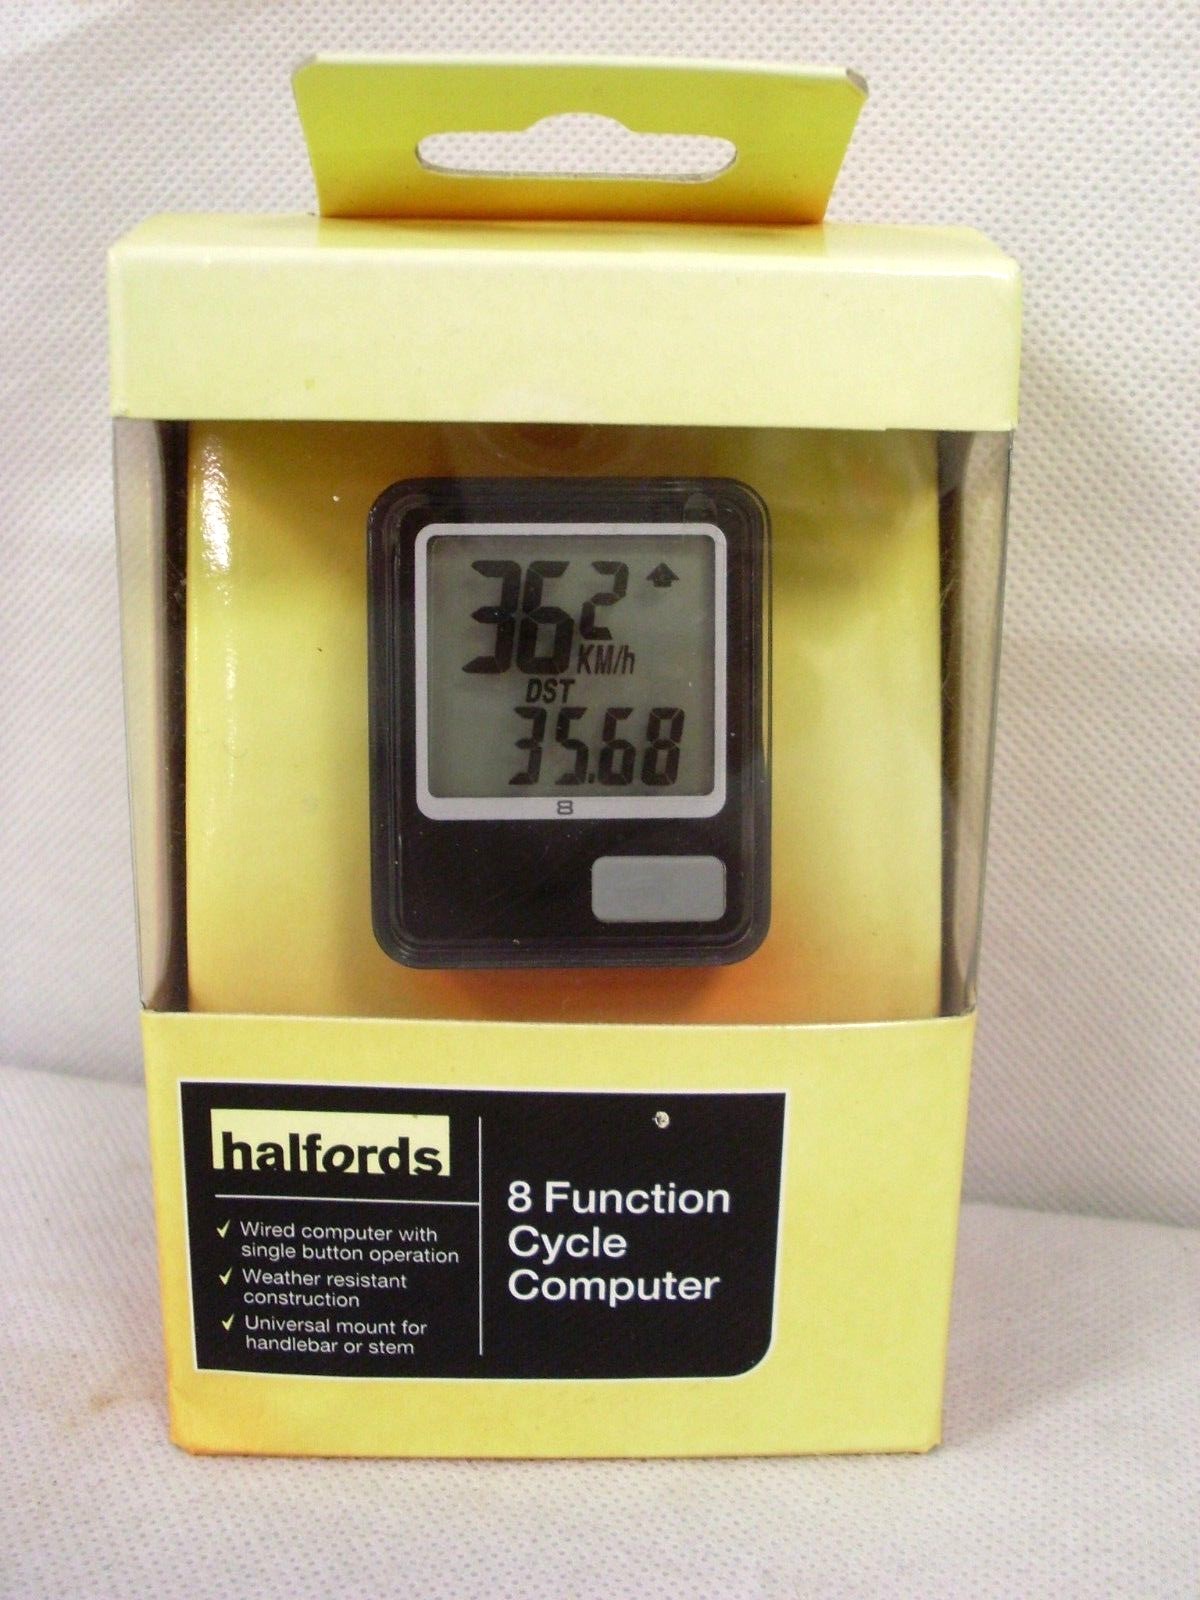 362
KM/h
DST
35.68
8
halfords
Wired computer with
single button operation
Weather resistant
construction
Universal mount for
handlebar or stem
8 Function
Cycle
Computer